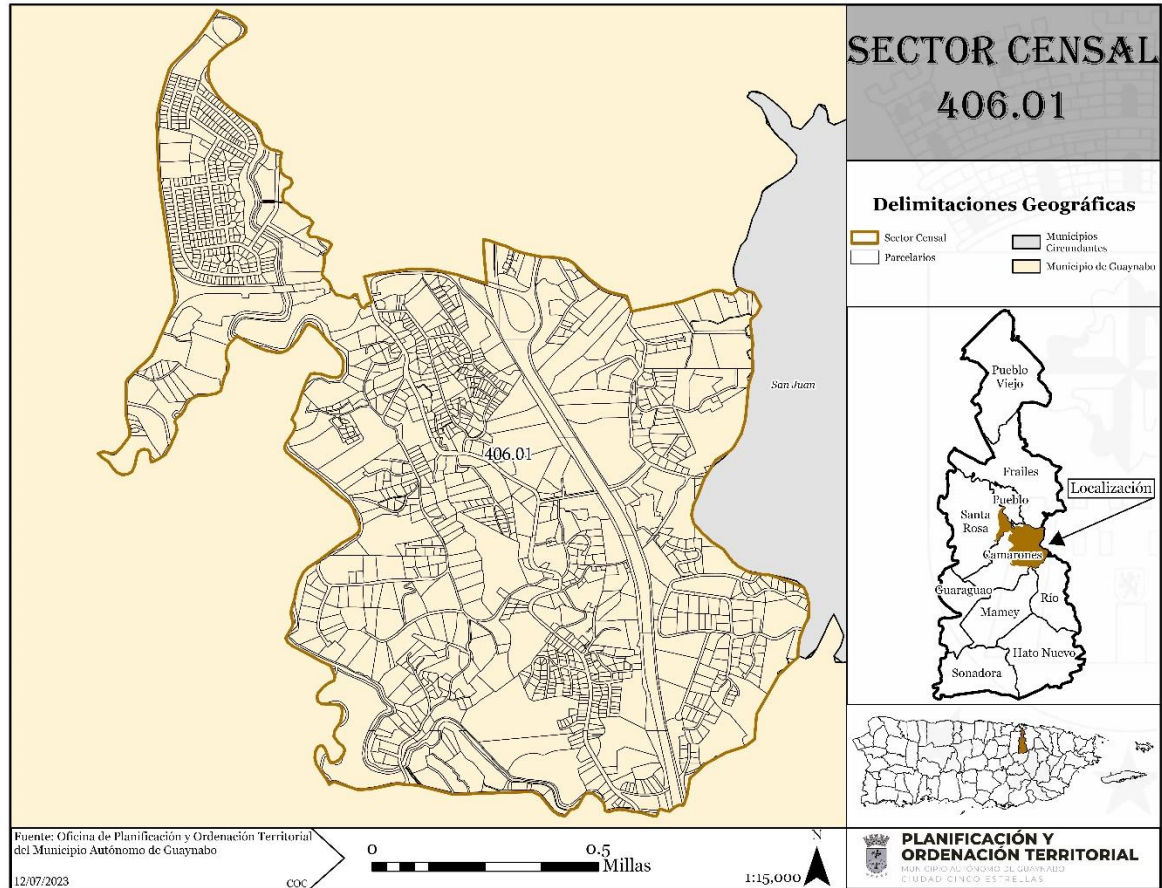 SECTOR CENSAL
406.01
Delimitaciones Geográficas
Sector Censal
Parcelarios
Municipios
Circundantes
Municipio de Guaynabo
San Juan
406.01
Pueblo
Viejo
Frailes
Pueblo
Localización
Santa
Rosa
Camarones
Guaraguao
Río
Mamey
Hato Nuevo
Sonadora
Fuente: Oficina de Planificación y Ordenación Territorial
del Municipio Autónomo de Guaynabo
12/07/2023
COC
0
0.5
Millas
N
1:15,000
PLANIFICACIÓN Y
ORDENACIÓN TERRITORIAL
MUNICIPIO AUTÓNOMO DE GUAYNABO
CIUDAD CINCO ESTRELLAS